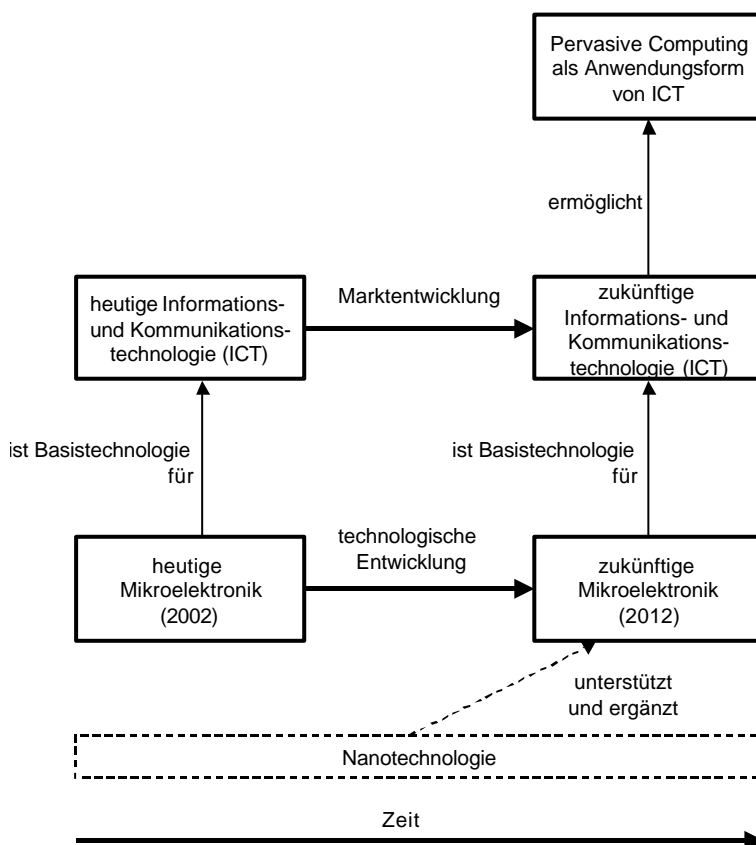 Pervasive Computing
als Anwendungsform
von ICT
ermöglicht
heutige Informations-
und Kommunikations-
technologie (ICT)
Marktentwicklung
zukünftige
Informations- und
Kommunikations-
technologie (ICT)
ist Basistechnologie
für
ist Basistechnologie
für
heutige
Mikroelektronik
(2002)
technologische
Entwicklung
zukünftige
Mikroelektronik
(2012)
unterstützt
und ergänzt
Nanotechnologie
Zeit